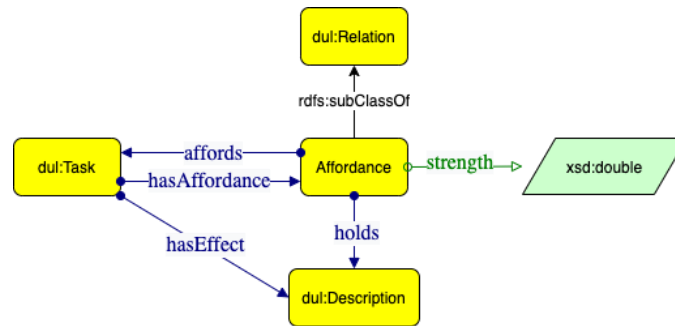 dul:Relation
rdfs:subClassOf
affords
dul:Task
hasAffordance
Affordance
strength
xsd:double
hasEffect
holds
dul:Description